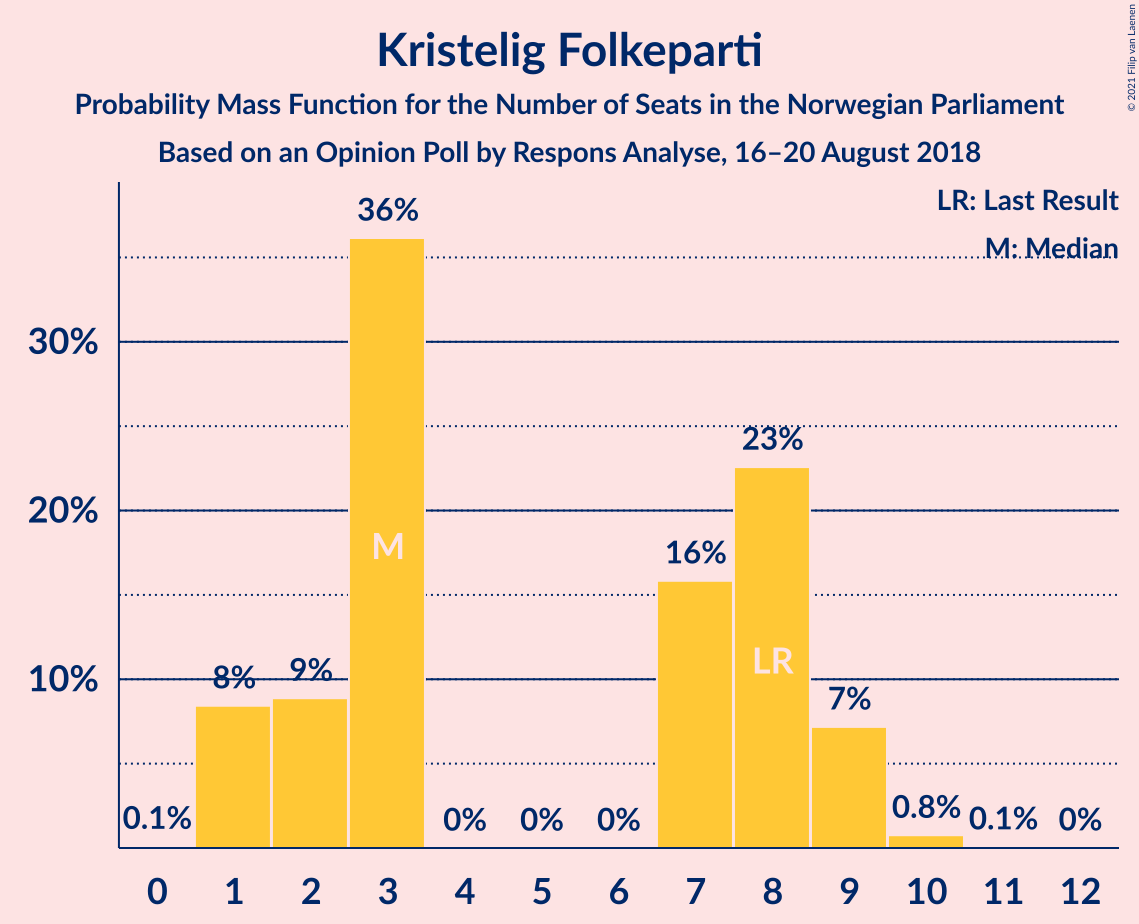 Kristelig Folkeparti
Probability Mass Function for the Number of Seats in the Norwegian Parliament
Based on an Opinion Poll by Respons Analyse, 16–20 August 2018
© 2021 Filip van Laenen
LR: Last Result
M: Median
30%
20%
10%
0.1%
8%
9%
36%
0%
0%
0%
16%
23%
7%
0.8%
0.1%
0%
M
LR
0 1 2 3 4 5 6 7 8 9 10 11 12